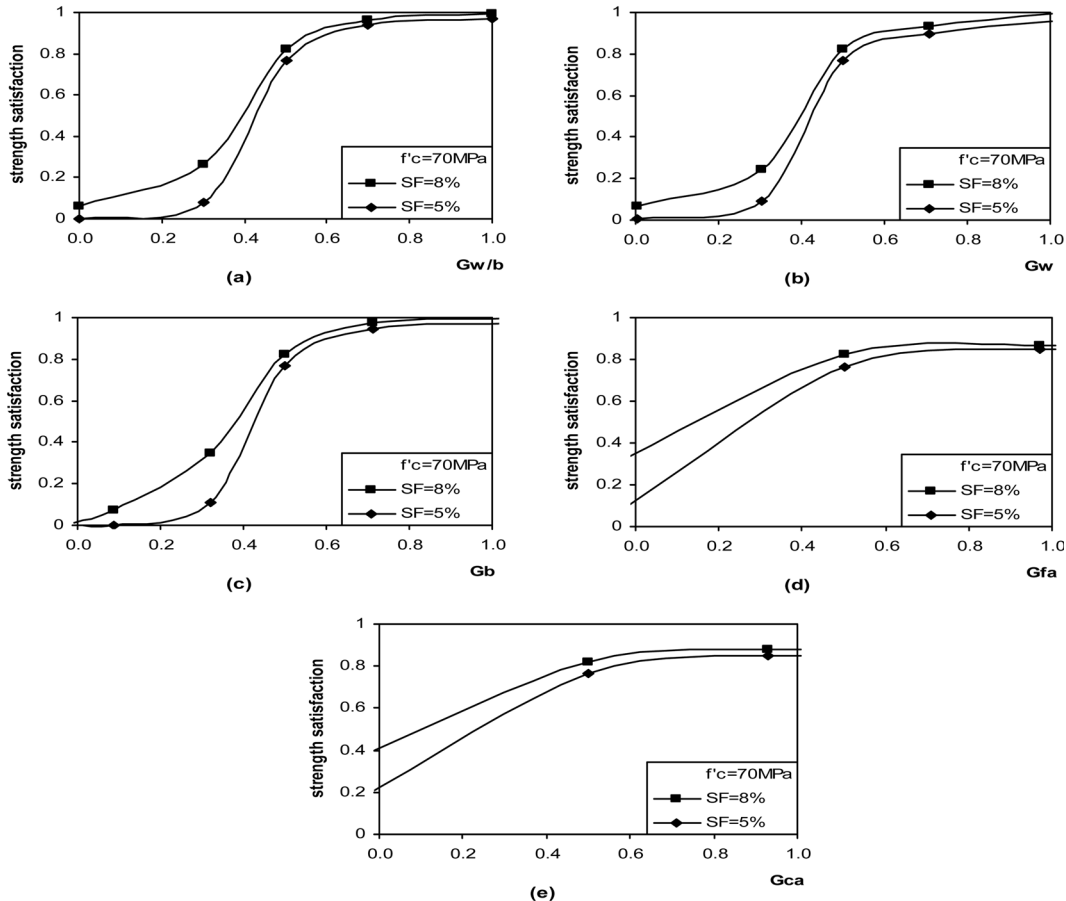 strength satisfaction
1
0.8
0.6
0.4
0.2
0
f'c=70MPa
SF=8%
SF=5%
0.0 0.2 0.4 0.6 0.8 1.0
Gw/b
(a)
strength satisfaction
1
0.8
0.6
0.4
0.2
0
f'c=70MPa
SF=8%
SF=5%
0.0 0.2 0.4 0.6 0.8 1.0
Gw
(b)
strength satisfaction
1
0.8
0.6
0.4
0.2
0
f'c=70MPa
SF=8%
SF=5%
0.0 0.2 0.4 0.6 0.8 1.0
Gb
(c)
strength satisfaction
1
0.8
0.6
0.4
0.2
0
f'c=70MPa
SF=8%
SF=5%
0.0 0.2 0.4 0.6 0.8 1.0
Gfa
(d)
strength satisfaction
1
0.8
0.6
0.4
0.2
0
f'c=70MPa
SF=8%
SF=5%
0.0 0.2 0.4 0.6 0.8 1.0
Gca
(e)